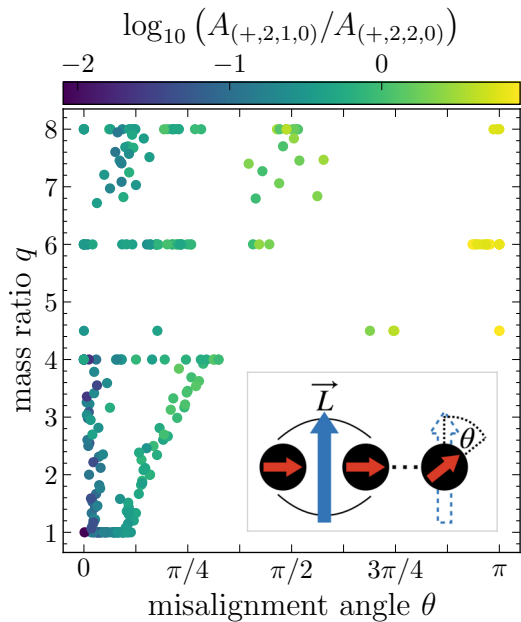 log₁₀ (A₍₊,₂,₁,₀₎/A₍₊,₂,₂,₀₎)
−2 −1 0
8
7
6
5
4
3
2
1
mass ratio q
L⃗
θ
0 π/4 π/2 3π/4 π
misalignment angle θ